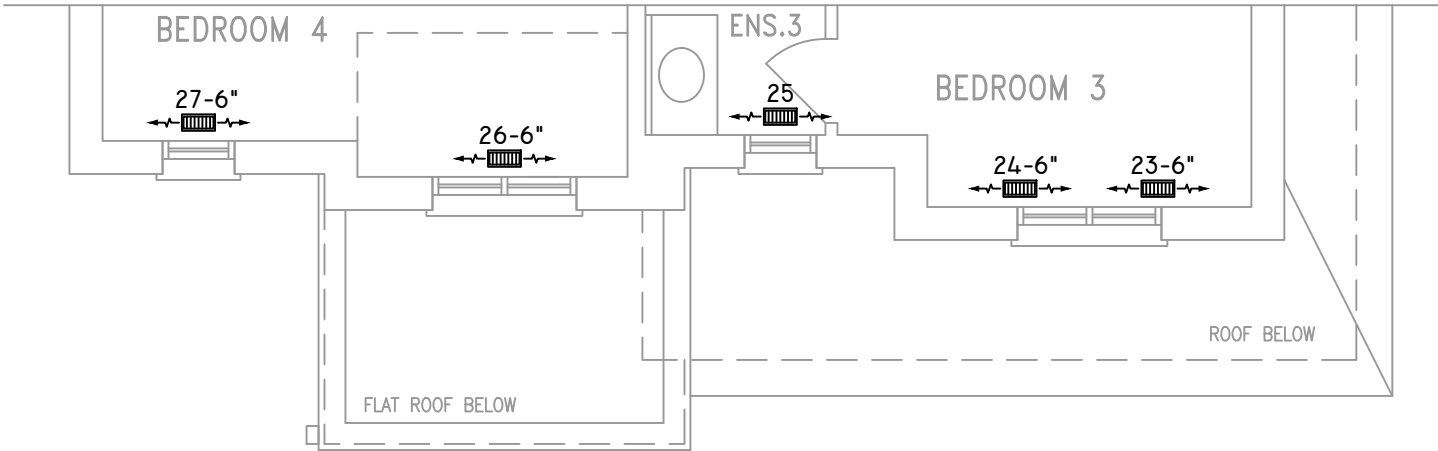 BEDROOM 4
ENS.3
BEDROOM 3
27-6"
25
26-6"
24-6"
23-6"
ROOF BELOW
FLAT ROOF BELOW